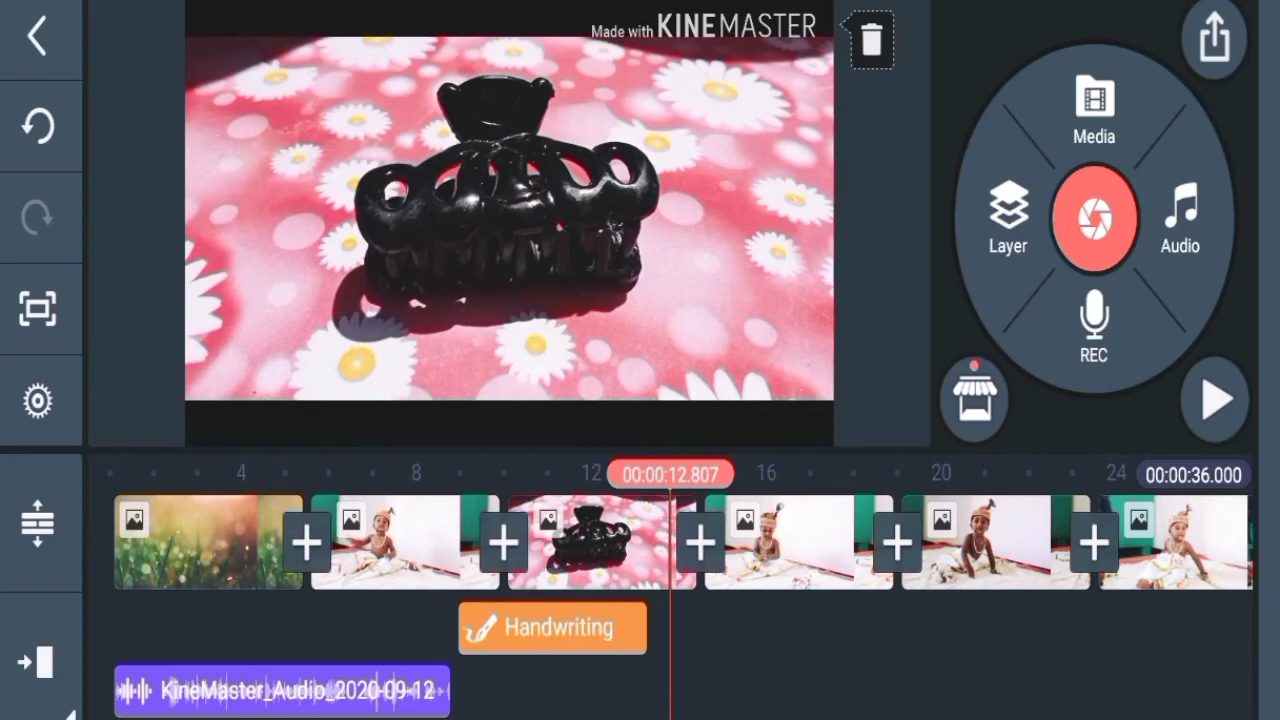 Made with KINEMASTER
Media
Layer
Audio
REC
4
8
12
00:00:12.807
16
20
24
00:00:36.000
Handwriting
KineMaster_Audio_2020-09-12